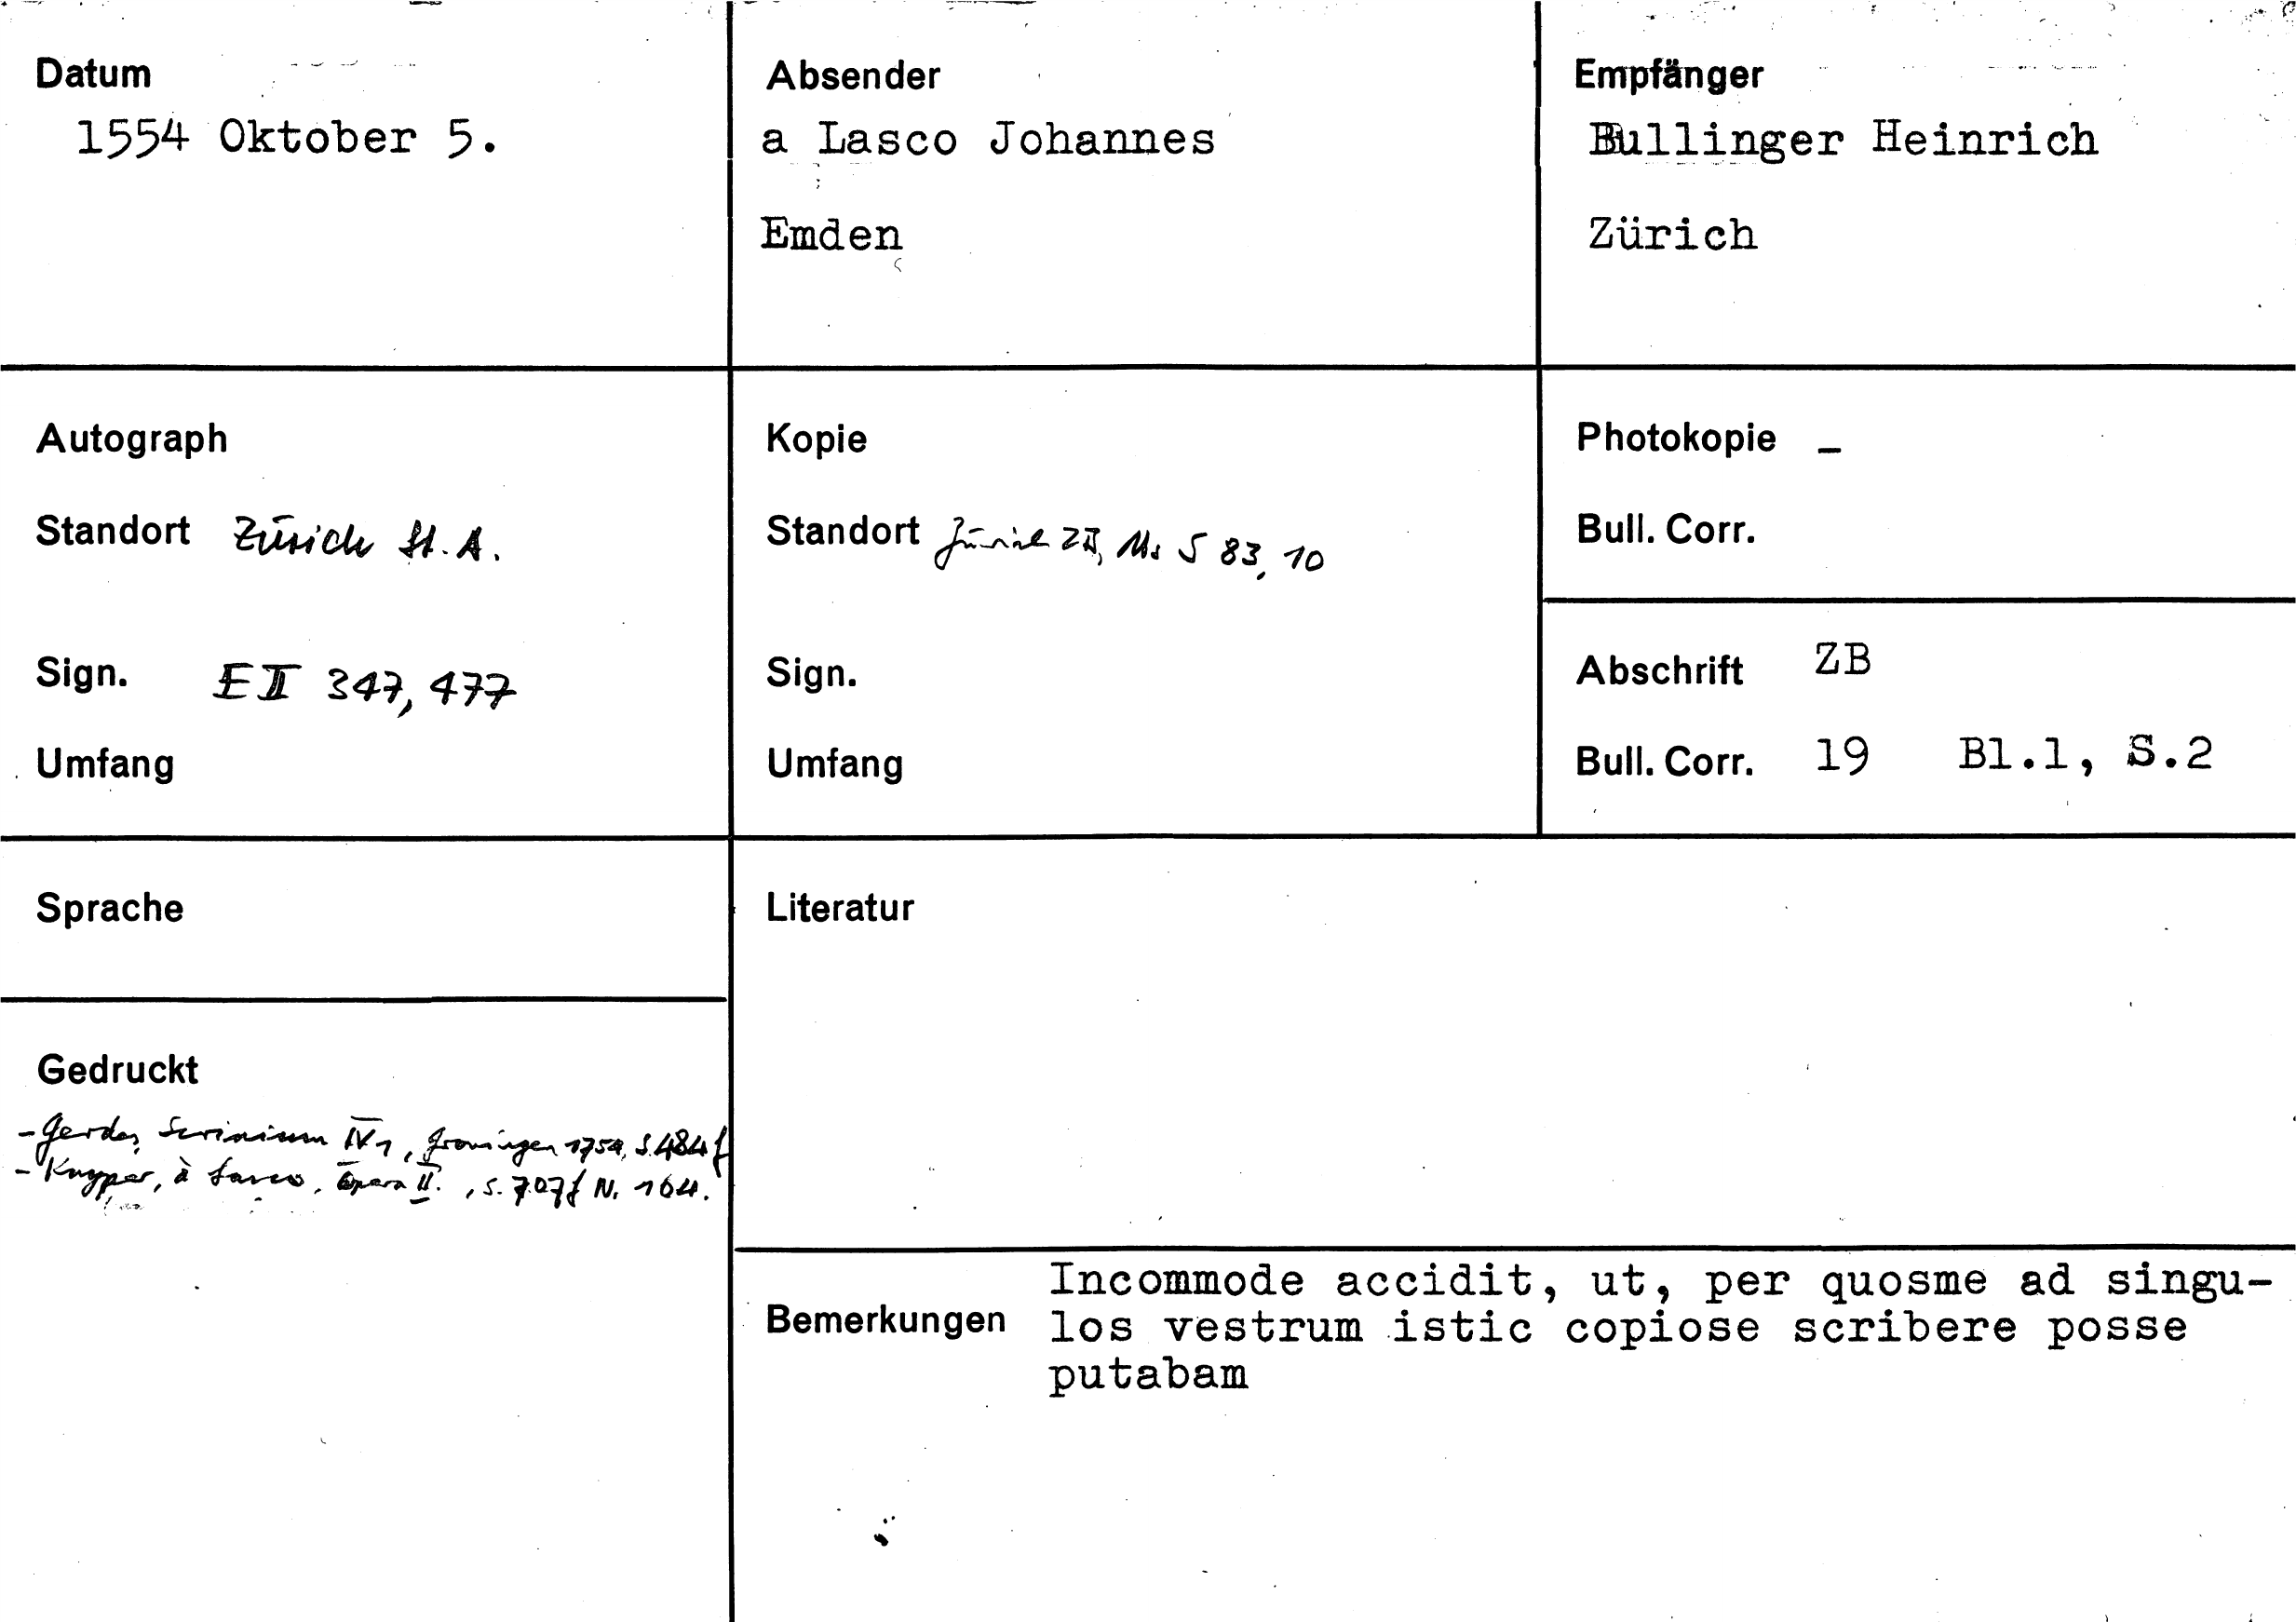 Datum
1554 Oktober 5.
Absender
a Lasco Johannes
Emden
Empfänger
Bullinger Heinrich
Zürich
Autograph
Standort Zürich St. A.
Sign. E II 347, 477
Umfang
Kopie
Standort Zürich ZB, Ms S 83, 10
Sign.
Umfang
Photokopie –
Bull. Corr.
Abschrift ZB
Bull. Corr. 19 Bl.1, S.2
Sprache
Literatur
Gedruckt
- Gerdes, Scrinium IV 1, Groningen 1754, S. 484 f
- Kuyper, à Lasco, Opera II., S. 707 f N. 164.
Bemerkungen
Incommode accidit, ut, per quosme ad singu-
los vestrum istic copiose scribere posse
putabam